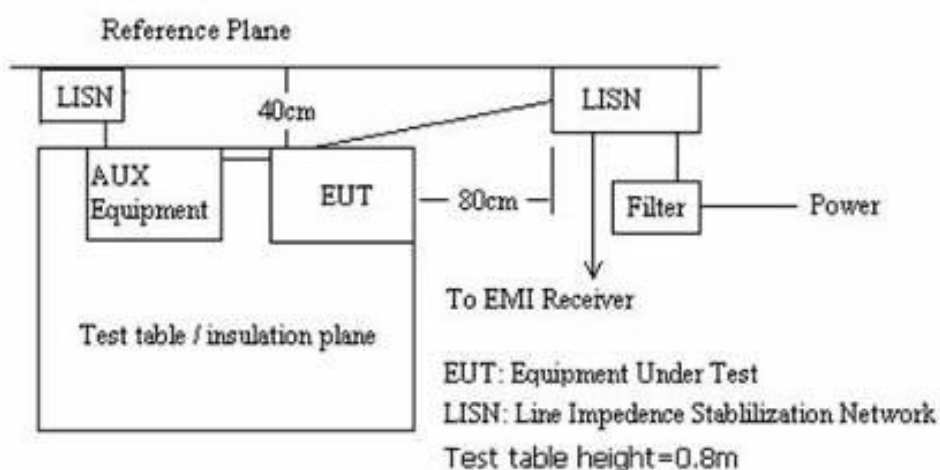 Reference Plane
LISN
40cm
LISN
AUX
Equipment
EUT
80cm
Filter
Power
To EMI Receiver
Test table / insulation plane
EUT: Equipment Under Test
LISN: Line Impedence Stablilization Network
Test table height=0.8m